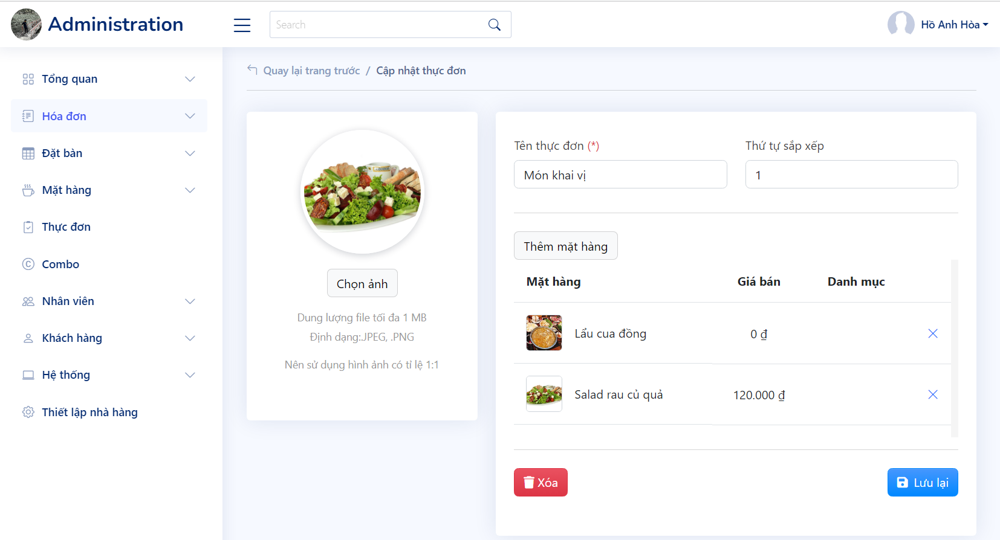 Administration
Search
Hồ Anh Hòa
Tổng quan
Hóa đơn
Đặt bàn
Mặt hàng
Thực đơn
Combo
Nhân viên
Khách hàng
Hệ thống
Thiết lập nhà hàng
Quay lại trang trước / Cập nhật thực đơn
Chọn ảnh
Dung lượng file tối đa 1 MB
Định dạng:.JPEG, .PNG
Nên sử dụng hình ảnh có tỉ lệ 1:1
Tên thực đơn (*) Thứ tự sắp xếp
Món khai vị 1
Thêm mặt hàng
Mặt hàng Giá bán Danh mục
Lẩu cua đồng 0 ₫
Salad rau củ quả 120.000 ₫
Xóa Lưu lại